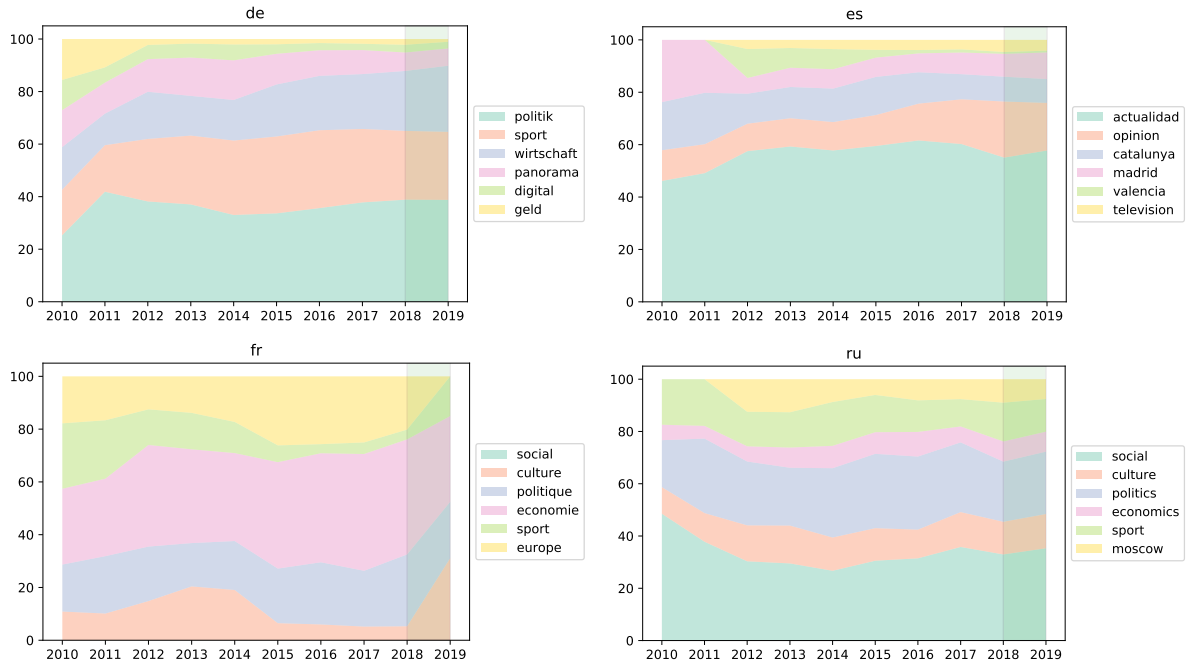 de
100
80
60
40
20
0
2010 2011 2012 2013 2014 2015 2016 2017 2018 2019
politik
sport
wirtschaft
panorama
digital
geld
es
100
80
60
40
20
0
2010 2011 2012 2013 2014 2015 2016 2017 2018 2019
actualidad
opinion
catalunya
madrid
valencia
television
fr
100
80
60
40
20
0
2010 2011 2012 2013 2014 2015 2016 2017 2018 2019
social
culture
politique
economie
sport
europe
ru
100
80
60
40
20
0
2010 2011 2012 2013 2014 2015 2016 2017 2018 2019
social
culture
politics
economics
sport
moscow